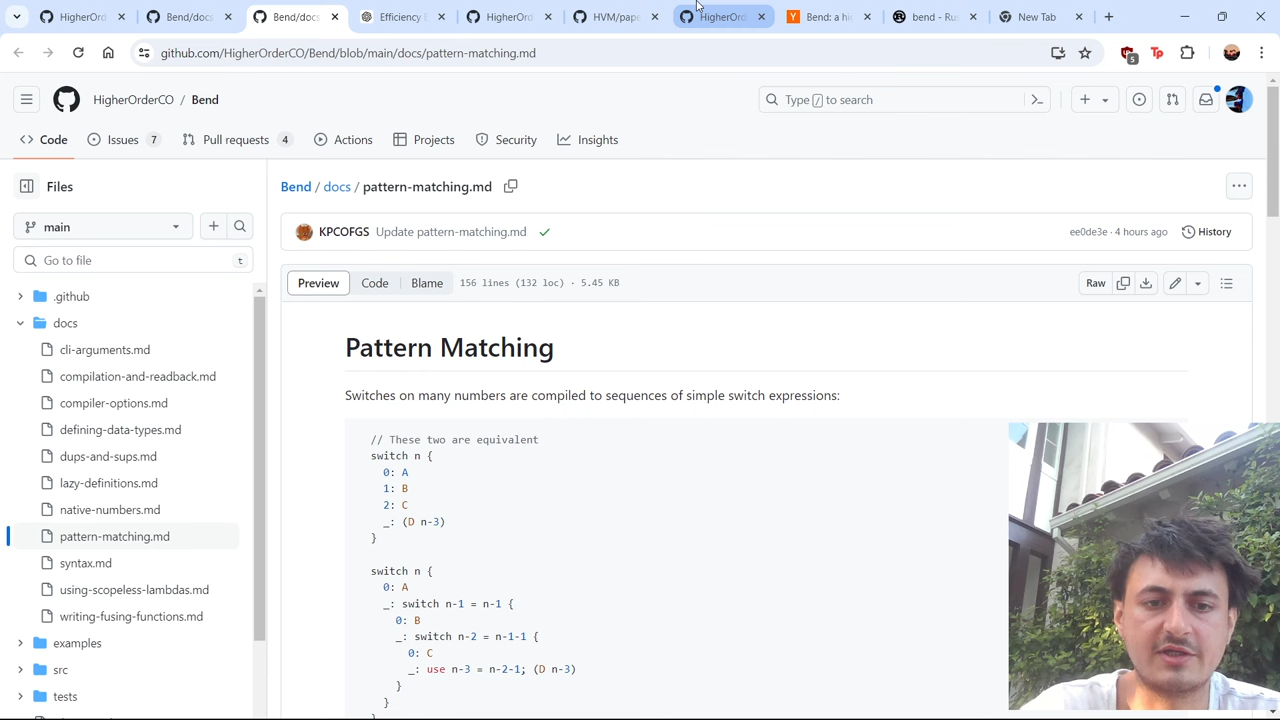 HigherOrd
Bend/docs
Bend/docs
Efficiency
HigherOrd
HVM/pape
HigherOrd
Bend: a hi
bend - Rus
New Tab
github.com/HigherOrderCO/Bend/blob/main/docs/pattern-matching.md
5
HigherOrderCO / Bend
Type / to search
Code
Issues 7
Pull requests 4
Actions
Projects
Security
Insights
Files
main
Go to file
t
.github
docs
cli-arguments.md
compilation-and-readback.md
compiler-options.md
defining-data-types.md
dups-and-sups.md
lazy-definitions.md
native-numbers.md
pattern-matching.md
syntax.md
using-scopeless-lambdas.md
writing-fusing-functions.md
examples
src
tests
Bend / docs / pattern-matching.md
KPCOFGS Update pattern-matching.md
ee0de3e · 4 hours ago
History
Preview
Code
Blame
156 lines (132 loc) · 5.45 KB
Raw
Pattern Matching
Switches on many numbers are compiled to sequences of simple switch expressions:
// These two are equivalent
switch n {
0: A
1: B
2: C
_: (D n-3)
}
switch n {
0: A
_: switch n-1 = n-1 {
0: B
_: switch n-2 = n-1-1 {
0: C
_: use n-3 = n-2-1; (D n-3)
}
}
}